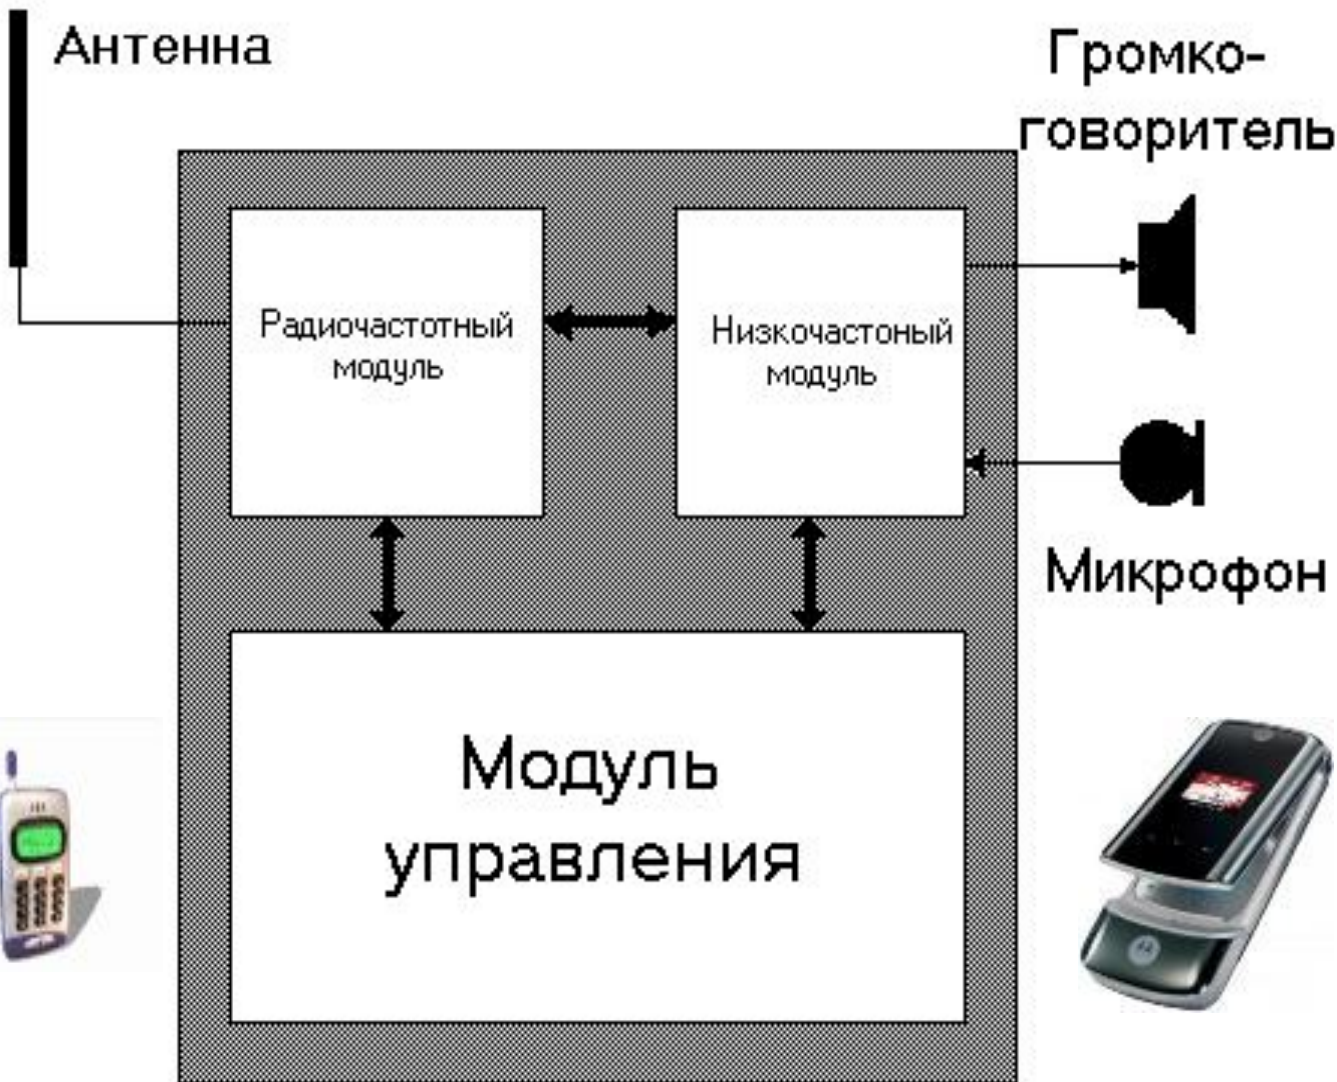 Антенна
Громко-
говоритель
Радиочастотный
модуль
Низкочастоный
модуль
Микрофон
Модуль
управления